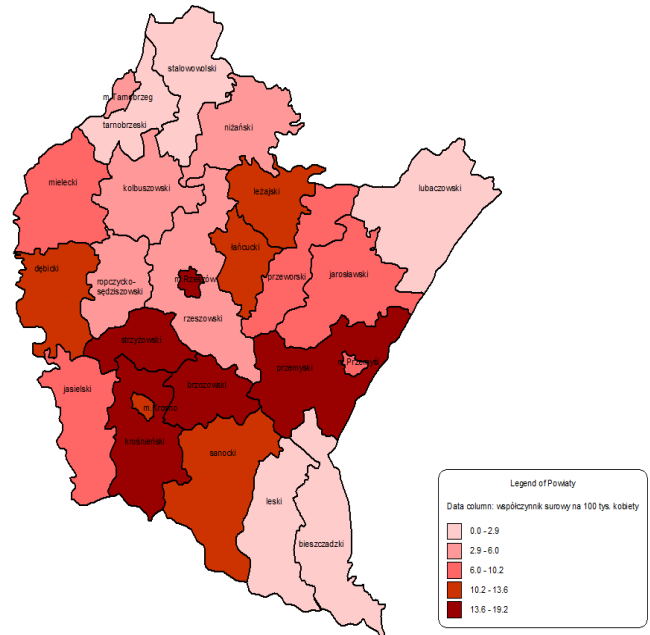 stalowowolski
m.Tarnobrzeg
tarnobrzeski
niżański
mielecki
kolbuszowski
leżajski
lubaczowski
łańcucki
dębicki
ropczycko-
sędziszowski
m.Rzeszów
przeworski
jarosławski
rzeszowski
strzyżowski
przemyski
m.Przemyśl
jasielski
brzozowski
m.Krosno
krośnieński
sanocki
leski
bieszczadzki
Legend of Powiaty
Data column: współczynnik surowy na 100 tys. kobiety
0.0 - 2.9
2.9 - 6.0
6.0 - 10.2
10.2 - 13.6
13.6 - 19.2